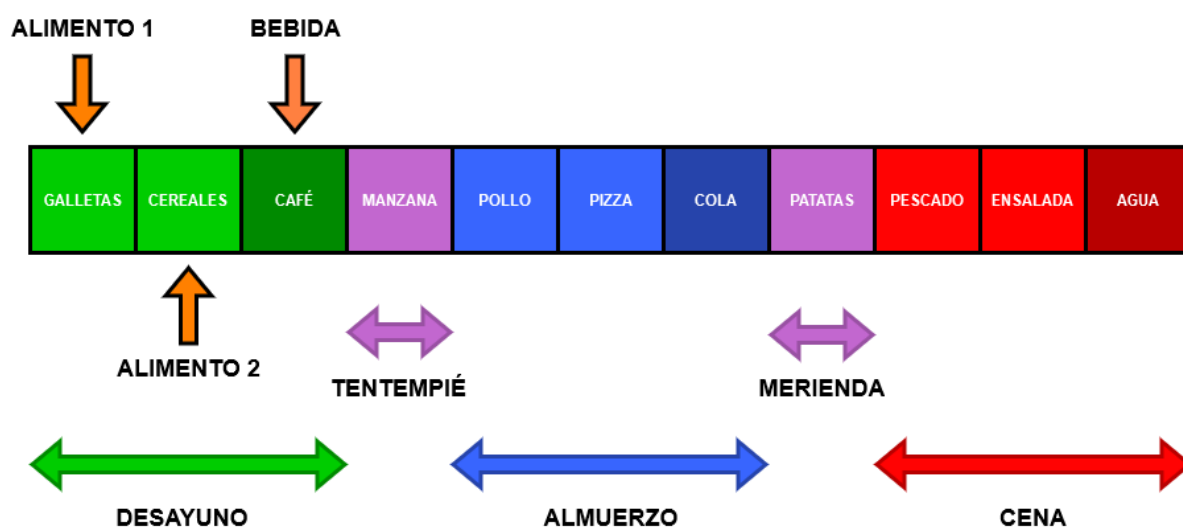 ALIMENTO 1
BEBIDA
GALLETAS
CEREALES
CAFÉ
MANZANA
POLLO
PIZZA
COLA
PATATAS
PESCADO
ENSALADA
AGUA
ALIMENTO 2
TENTEMPIÉ
MERIENDA
DESAYUNO
ALMUERZO
CENA